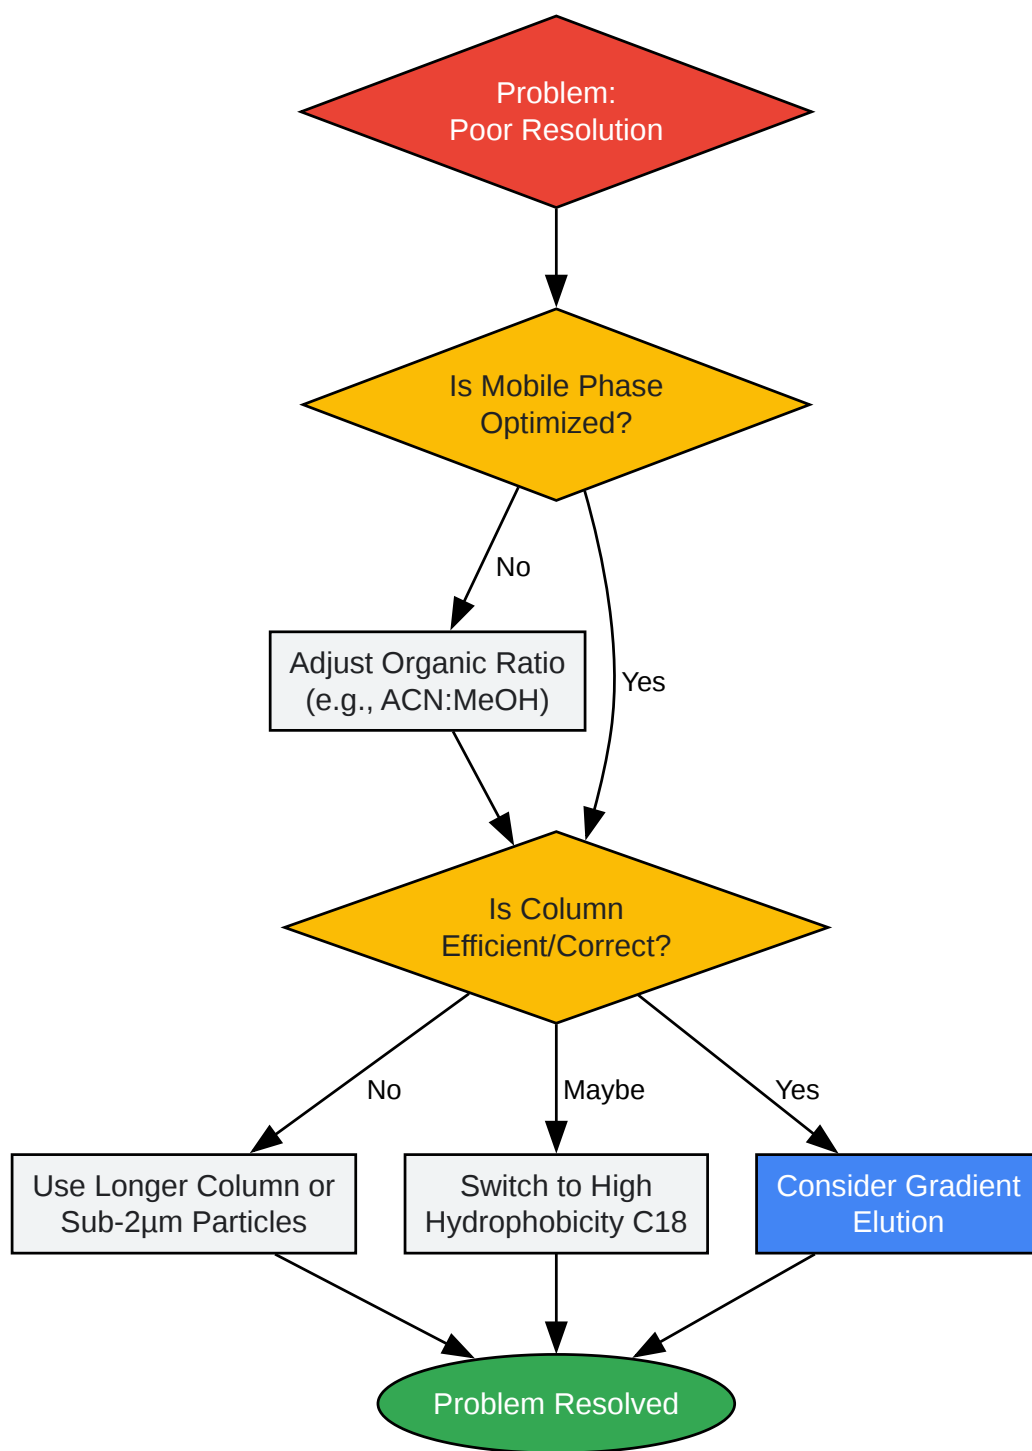 Problem:
Poor Resolution
Is Mobile Phase
Optimized?
No
Adjust Organic Ratio
(e.g., ACN:MeOH)
Yes
Is Column
Efficient/Correct?
No
Maybe
Yes
Use Longer Column or
Sub-2µm Particles
Switch to High
Hydrophobicity C18
Consider Gradient
Elution
Problem Resolved